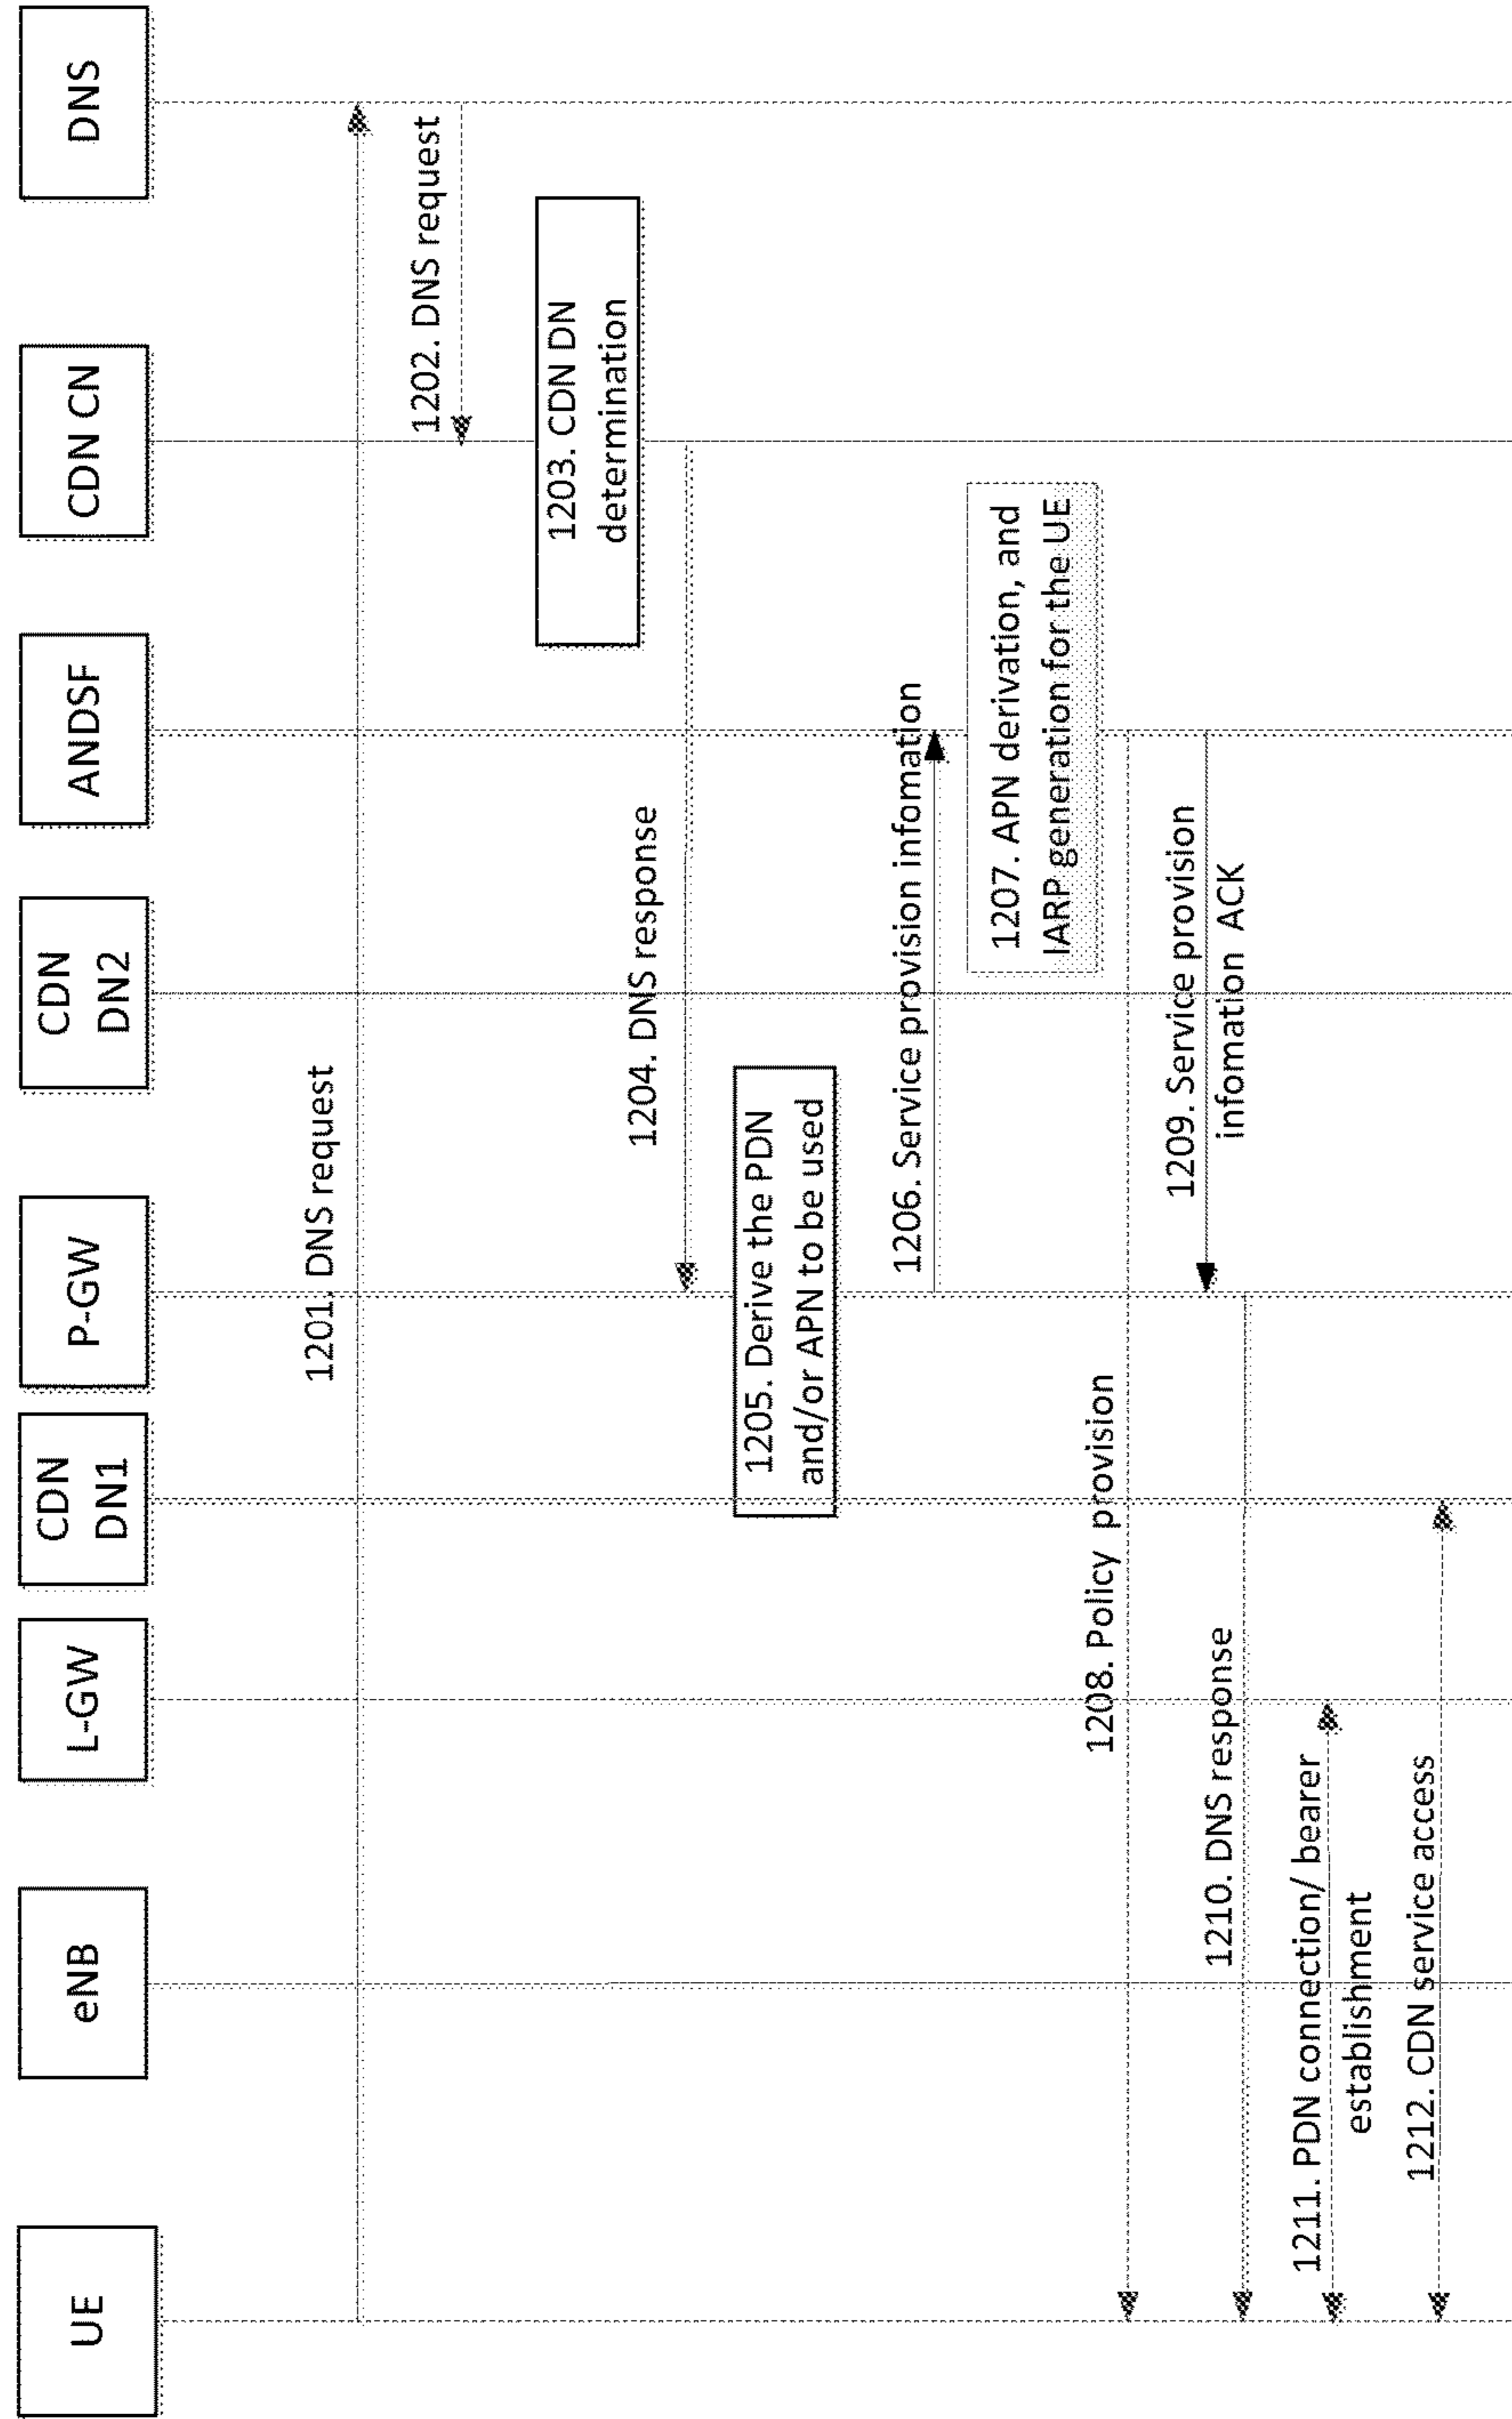 UE
eNB
L-GW
CDN
DN1
P-GW
CDN
DN2
ANDSF
CDN CN
DNS
1201. DNS request
1202. DNS request
1203. CDN DN
determination
1204. DNS response
1205. Derive the PDN
and/or APN to be used
1206. Service provision infomation
1207. APN derivation, and
IARP generation for the UE
1208. Policy provision
1209. Service provision
infomation ACK
1210. DNS response
1211. PDN connection/ bearer
establishment
1212. CDN service access